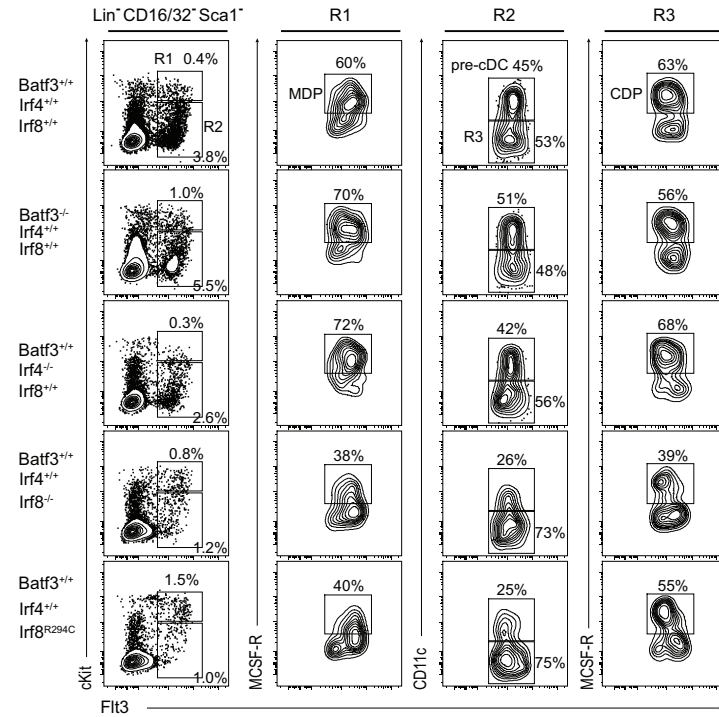 Lin⁻CD16/32⁻Sca1⁻ R1 R2 R3
Batf3⁺/⁺
Irf4⁺/⁺
Irf8⁺/⁺
R1 0.4%
R2
3.8%
60%
MDP
pre-cDC 45%
R3
53%
63%
CDP
Batf3⁻/⁻
Irf4⁺/⁺
Irf8⁺/⁺
1.0%
5.5%
70%
51%
48%
56%
Batf3⁺/⁺
Irf4⁻/⁻
Irf8⁺/⁺
0.3%
2.6%
72%
42%
56%
68%
Batf3⁺/⁺
Irf4⁺/⁺
Irf8⁻/⁻
0.8%
1.2%
38%
26%
73%
39%
Batf3⁺/⁺
Irf4⁺/⁺
Irf8ᴿ²⁹⁴ᶜ
1.5%
1.0%
40%
25%
75%
55%
cKit
MCSF-R
CD11c
MCSF-R
Flt3